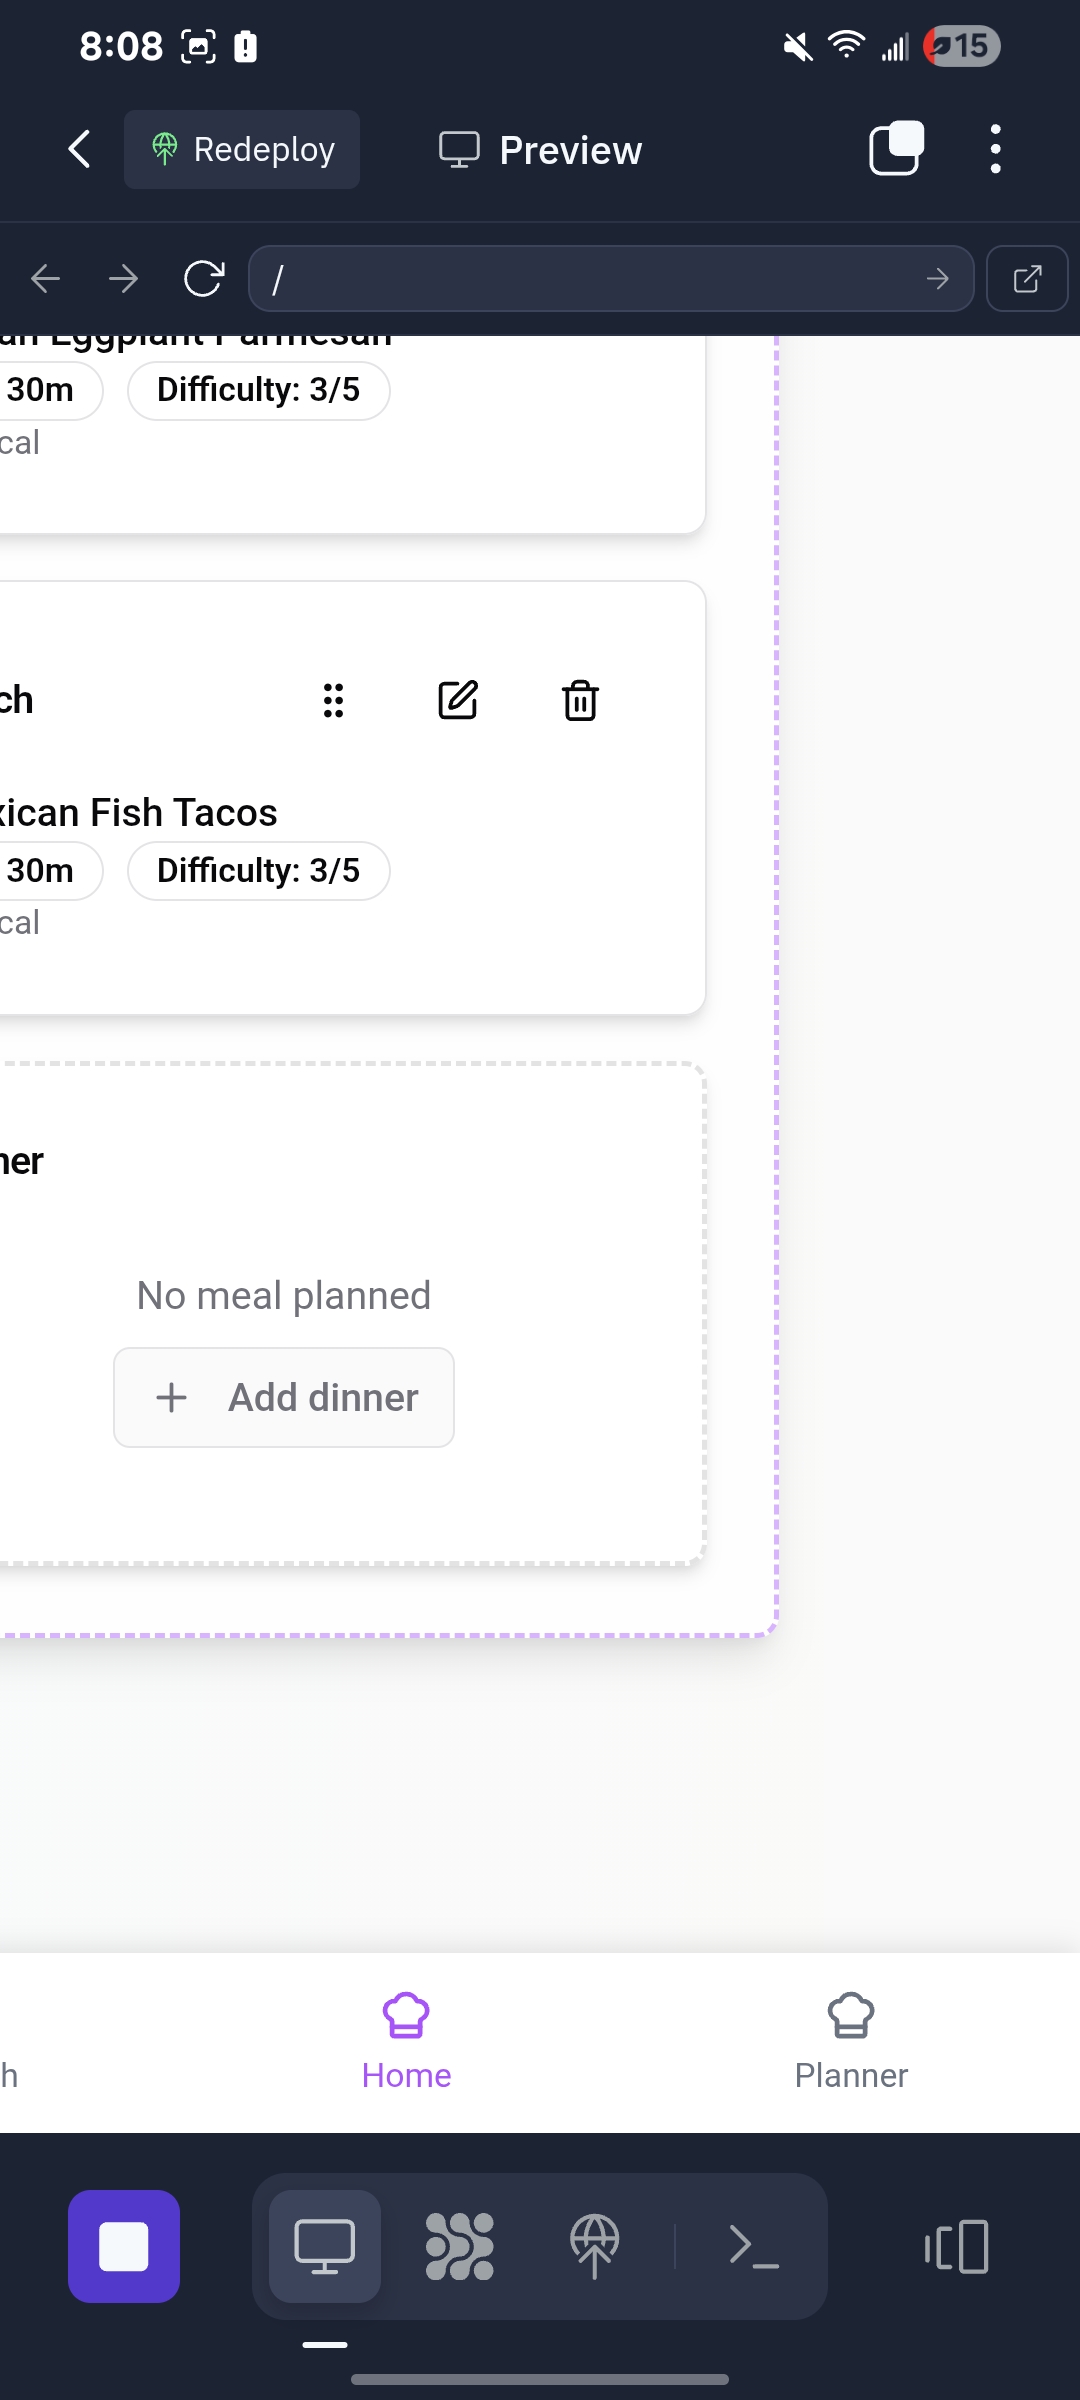 8:08
15
Redeploy
Preview
/
an Eggplant Parmesan
30m
Difficulty: 3/5
cal
ch
xican Fish Tacos
30m
Difficulty: 3/5
cal
ner
No meal planned
Add dinner
h
Home
Planner